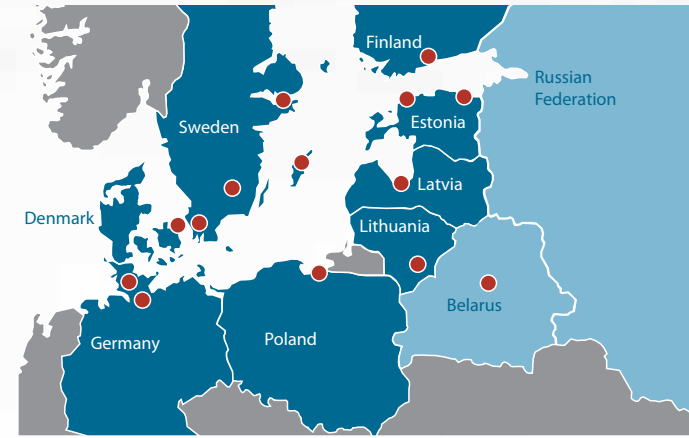 Finland
Russian
Federation
Sweden
Estonia
Latvia
Denmark
Lithuania
Belarus
Germany
Poland